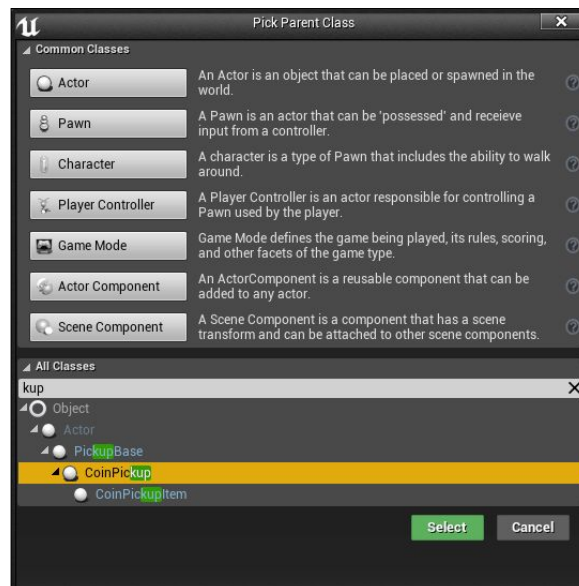 Pick Parent Class
Common Classes
Actor
An Actor is an object that can be placed or spawned in the
world.
Pawn
A Pawn is an actor that can be 'possessed' and receieve
input from a controller.
Character
A character is a type of Pawn that includes the ability to walk
around.
Player Controller
A Player Controller is an actor responsible for controlling a
Pawn used by the player.
Game Mode
Game Mode defines the game being played, its rules, scoring,
and other facets of the game type.
Actor Component
An ActorComponent is a reusable component that can be
added to any actor.
Scene Component
A Scene Component is a component that has a scene
transform and can be attached to other scene components.
All Classes
kup
Object
Actor
PickupBase
CoinPickup
CoinPickupItem
Select Cancel